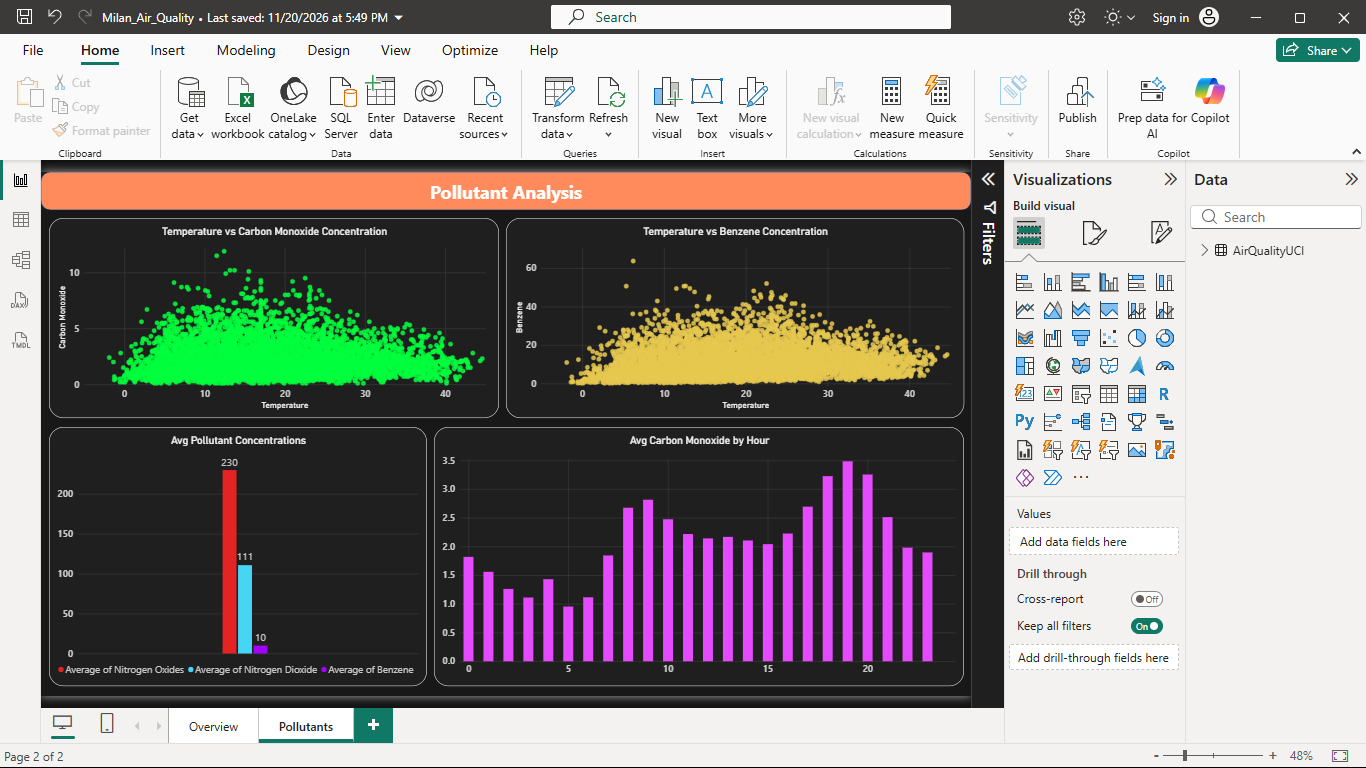 Milan_Air_Quality • Last saved: 11/20/2026 at 5:49 PM
Search
Sign in
File Home Insert Modeling Design View Optimize Help
Share
Paste
Cut
Copy
Format painter
Clipboard
Get data
Excel workbook
OneLake catalog
SQL Server
Enter data
Dataverse
Recent sources
Data
Transform data
Refresh
Queries
New visual
Text box
More visuals
Insert
New visual calculation
New measure
Quick measure
Calculations
Sensitivity
Sensitivity
Publish
Share
Prep data for AI
Copilot
Copilot
DAX
TMDL
Pollutant Analysis
Temperature vs Carbon Monoxide Concentration
Carbon Monoxide
10
5
0
0 10 20 30 40
Temperature
Temperature vs Benzene Concentration
Benzene
60
40
20
0
0 10 20 30 40
Temperature
Avg Pollutant Concentrations
200
150
100
50
0
230
111
10
Average of Nitrogen Oxides Average of Nitrogen Dioxide Average of Benzene
Avg Carbon Monoxide by Hour
3.5
3.0
2.5
2.0
1.5
1.0
0.5
0.0
0 5 10 15 20
Filters
Visualizations
Build visual
123
R
Py
Values
Add data fields here
Drill through
Cross-report
Off
Keep all filters
On
Add drill-through fields here
Data
Search
AirQualityUCI
Overview
Pollutants
+
Page 2 of 2
- + 48%